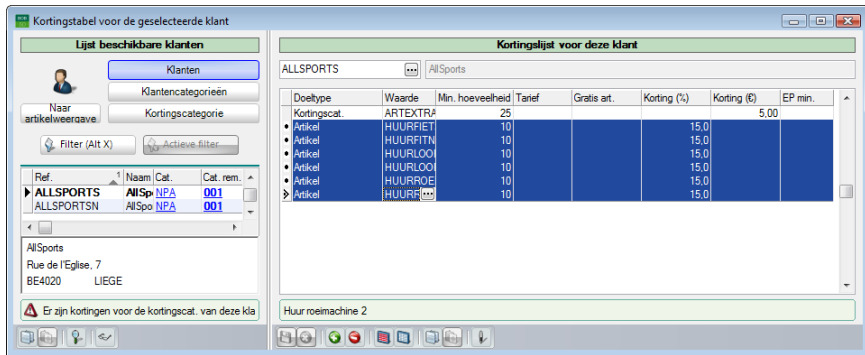 Kortingstabel voor de geselecteerde klant
Lijst beschikbare klanten
Klanten
Klantencategorieën
Naar artikelweergave
Kortingscategorie
Filter (Alt X)
Actieve filter
Ref. 1 Naam Cat. Cat. rem.
ALLSPORTS AllSp NPA 001
ALLSPORTSN AllSpo NPA 001
AllSports
Rue de l'Eglise, 7
BE4020 LIEGE
Er zijn kortingen voor de kortingscat. van deze kla
Kortingslijst voor deze klant
ALLSPORTS ... AllSports
Doeltype Waarde Min. hoeveelheid Tarief Gratis art. Korting (%) Korting (€) EP min.
Kortingscat. ARTEXTRA 25 5,00
Artikel HUURFIET 10 15,0
Artikel HUURFITN 10 15,0
Artikel HUURLOO 10 15,0
Artikel HUURLOO 10 15,0
Artikel HUURROE 10 15,0
Artikel HUURR ... 10 15,0
Huur roeimachine 2